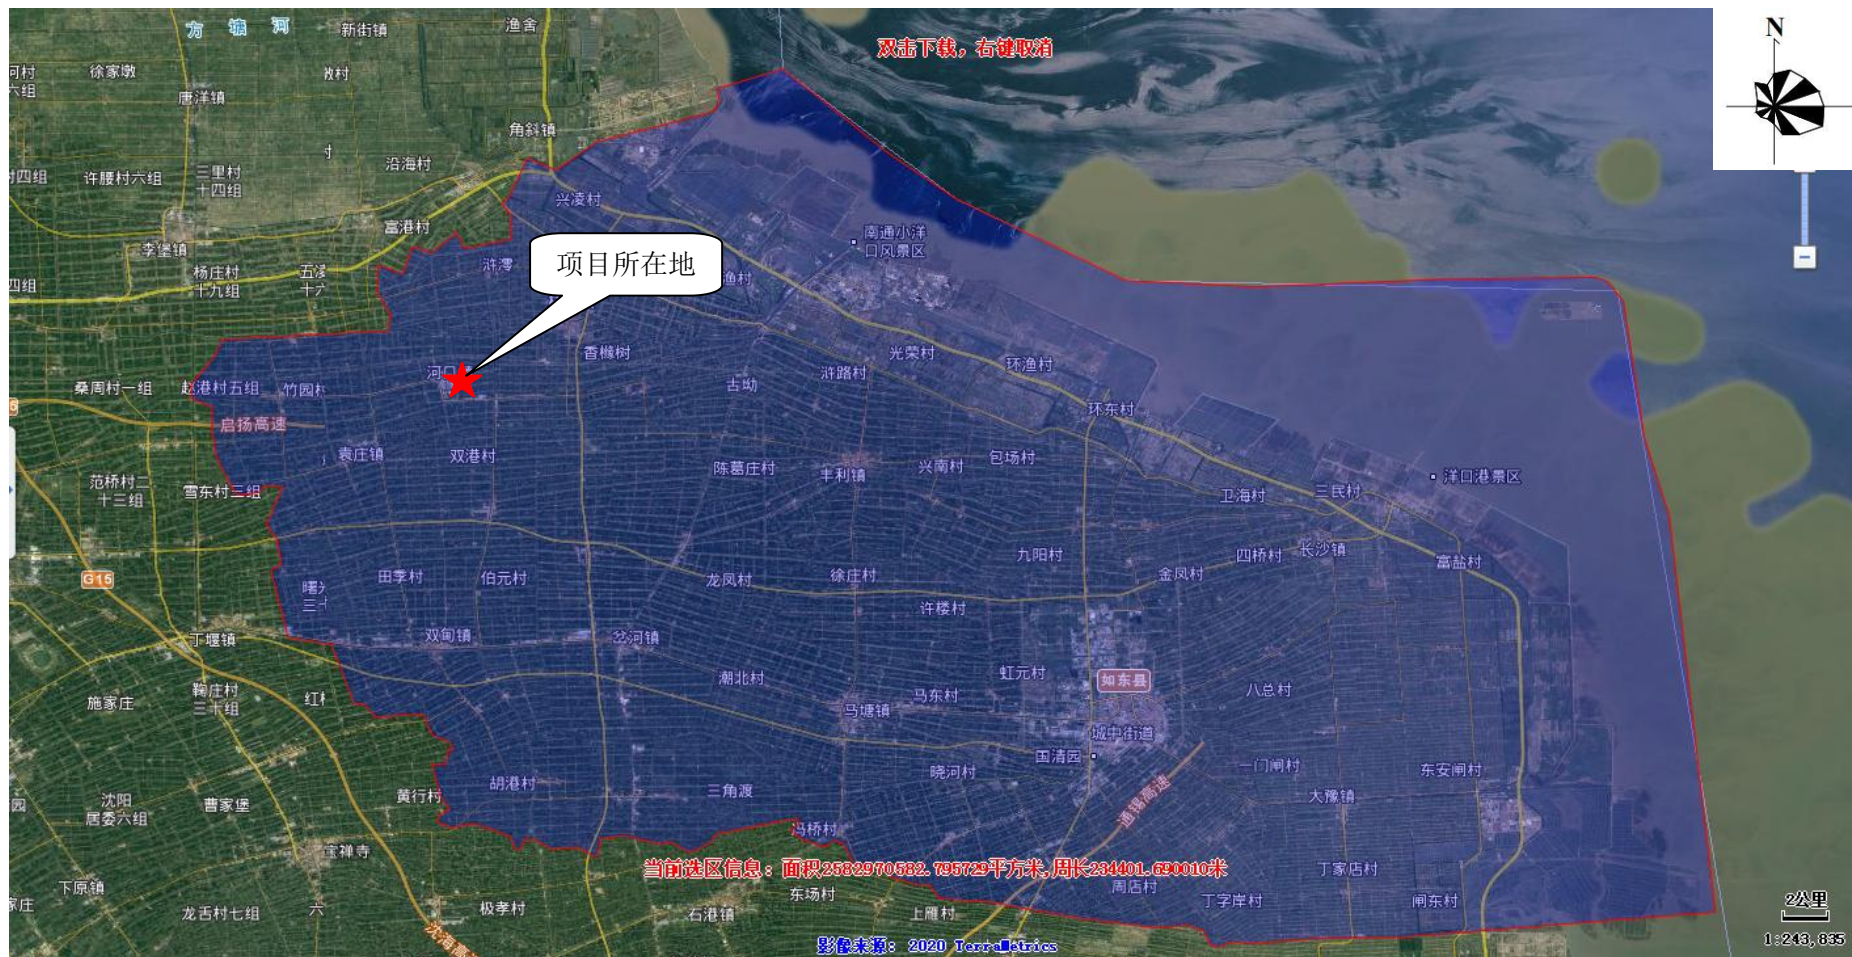 方塘河
新街镇
渔舍
双击下载，右键取消
N
徐家墩
唐洋镇
角斜镇
沿海村
许腰村六组
三里村
十四组
兴凌村
富港村
李堡镇
南通小洋
口风景区
项目所在地
杨庄村
十九组
四组
渔村
香橼树
光荣村
环渔村
浒路村
古坳
桑周村一组
赵港村五组
竹园村
环东村
启扬高速
袁庄镇
双港村
陈葛庄村
丰利镇
兴南村
包场村
洋口港景区
范桥村二
十三组
雪东村三组
卫海村
三民村
九阳村
四桥村
长沙镇
富盐村
G15
田季村
伯元村
龙凤村
徐庄村
金凤村
许楼村
丁堰镇
双甸镇
岔河镇
潮北村
虹元村
如东县
八总村
施家庄
鞠庄村
三十组
马东村
马塘镇
城中街道
国清园
晓河村
一门闸村
东安闸村
胡港村
三角渡
大豫镇
通锡高速
沈阳
居委六组
曹家堡
黄行村
冯桥村
宝禅寺
当前选区信息：面积2582970582.795729平方米,周长234401.690010米
丁家店村
下原镇
东场村
周店村
丁字岸村
闸东村
龙舌村七组
六
极孝村
石港镇
上雁村
2公里
沈海高
影像来源： 2020 TerraMetrics
1:243,835